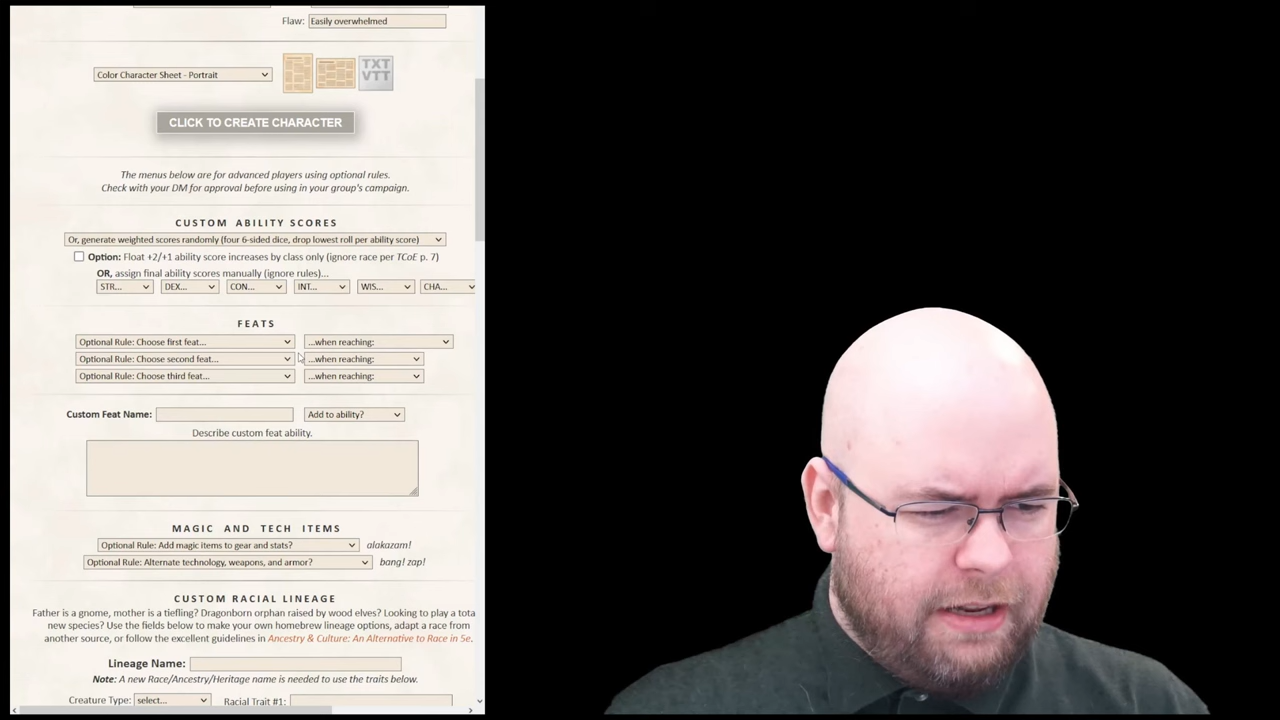 Flaw: Easily overwhelmed
Color Character Sheet - Portrait
TXT
VTT
CLICK TO CREATE CHARACTER
The menus below are for advanced players using optional rules.
Check with your DM for approval before using in your group's campaign.
CUSTOM ABILITY SCORES
Or, generate weighted scores randomly (four 6-sided dice, drop lowest roll per ability score)
Option: Float +2/+1 ability score increases by class only (ignore race per TCoE p. 7)
OR, assign final ability scores manually (ignore rules)...
STR... DEX... CON... INT... WIS... CHA...
FEATS
Optional Rule: Choose first feat... ...when reaching:
Optional Rule: Choose second feat... ...when reaching:
Optional Rule: Choose third feat... ...when reaching:
Custom Feat Name: Add to ability?
Describe custom feat ability.
MAGIC AND TECH ITEMS
Optional Rule: Add magic items to gear and stats? alakazam!
Optional Rule: Alternate technology, weapons, and armor? bang! zap!
CUSTOM RACIAL LINEAGE
Father is a gnome, mother is a tiefling? Dragonborn orphan raised by wood elves? Looking to play a tota
new species? Use the fields below to make your own homebrew lineage options, adapt a race from
another source, or follow the excellent guidelines in Ancestry & Culture: An Alternative to Race in 5e.
Lineage Name:
Note: A new Race/Ancestry/Heritage name is needed to use the traits below.
Creature Type: select... Racial Trait #1: